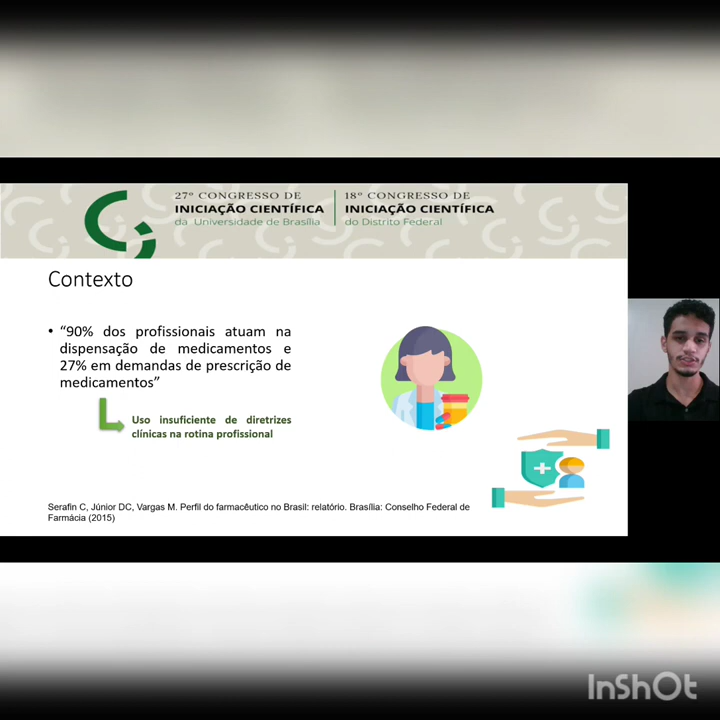 27º CONGRESSO DE
INICIAÇÃO CIENTÍFICA
da Universidade de Brasília
18º CONGRESSO DE
INICIAÇÃO CIENTÍFICA
do Distrito Federal
Contexto
• “90% dos profissionais atuam na
dispensação de medicamentos e
27% em demandas de prescrição de
medicamentos”
Uso insuficiente de diretrizes
clínicas na rotina profissional
Serafin C, Júnior DC, Vargas M. Perfil do farmacêutico no Brasil: relatório. Brasília: Conselho Federal de
Farmácia (2015)
InShOt